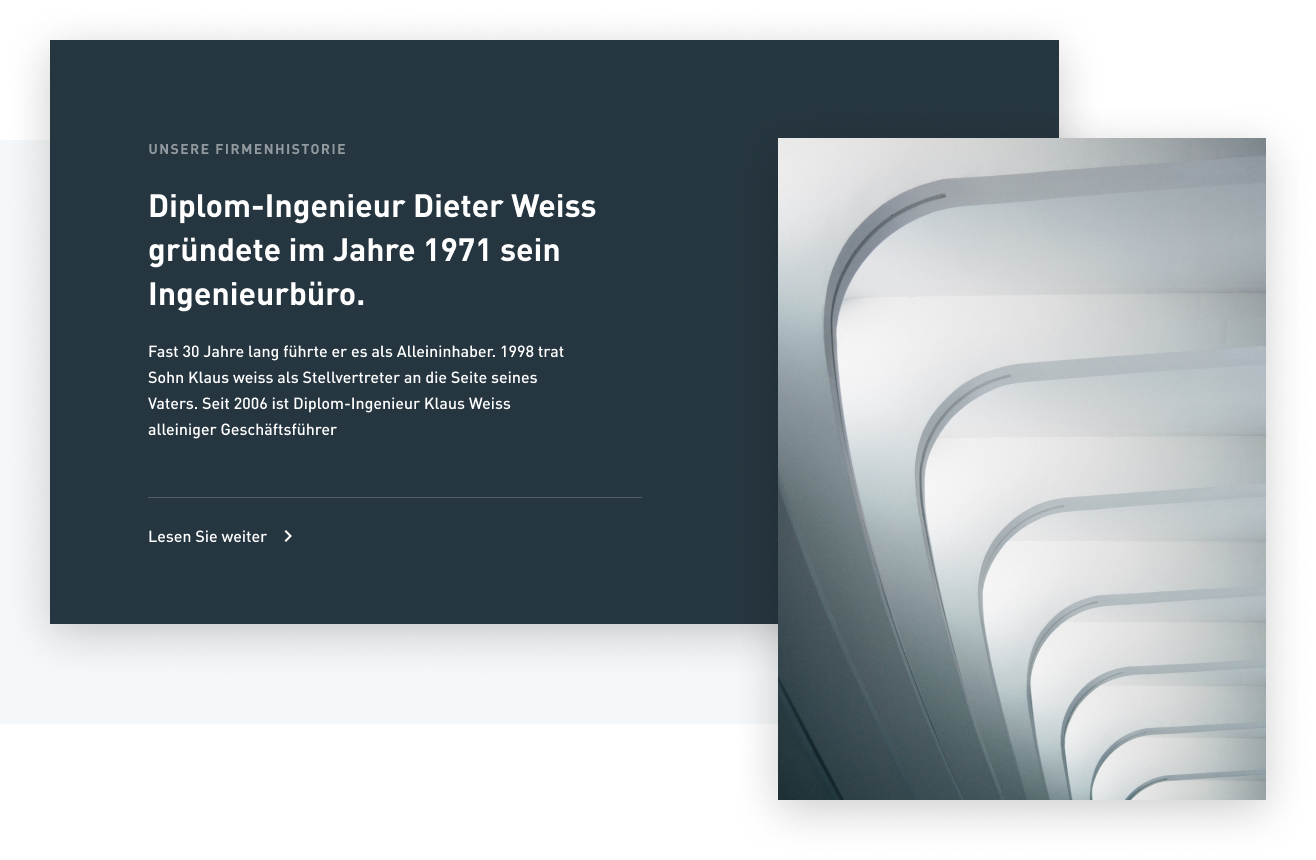 UNSERE FIRMENHISTORIE
Diplom-Ingenieur Dieter Weiss
gründete im Jahre 1971 sein
Ingenieurbüro.
Fast 30 Jahre lang führte er es als Alleininhaber. 1998 trat
Sohn Klaus weiss als Stellvertreter an die Seite seines
Vaters. Seit 2006 ist Diplom-Ingenieur Klaus Weiss
alleiniger Geschäftsführer
Lesen Sie weiter